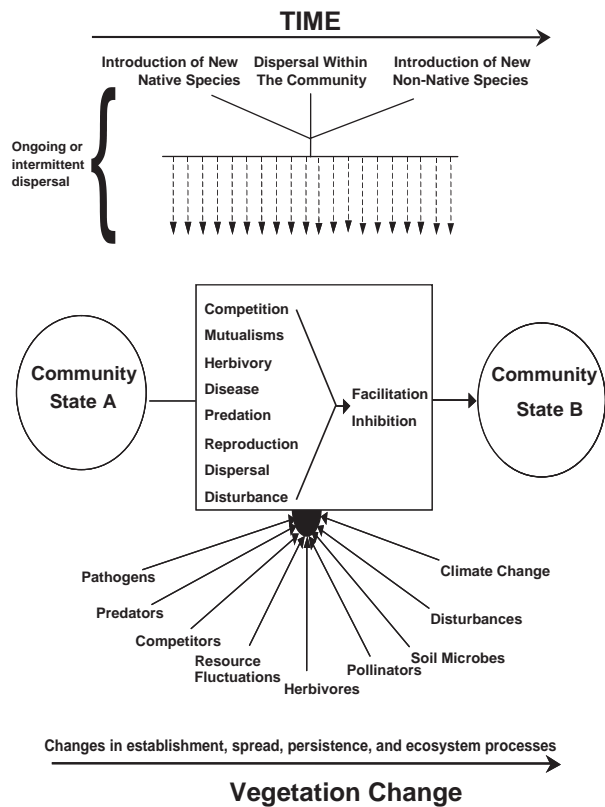 TIME
Introduction of New
Native Species
Dispersal Within
The Community
Introduction of New
Non-Native Species
Ongoing or
intermittent
dispersal
Community
State A
Competition
Mutualisms
Herbivory
Disease
Predation
Reproduction
Dispersal
Disturbance
Facilitation
Inhibition
Community
State B
Pathogens
Predators
Competitors
Resource
Fluctuations
Herbivores
Pollinators
Soil Microbes
Disturbances
Climate Change
Changes in establishment, spread, persistence, and ecosystem processes
Vegetation Change